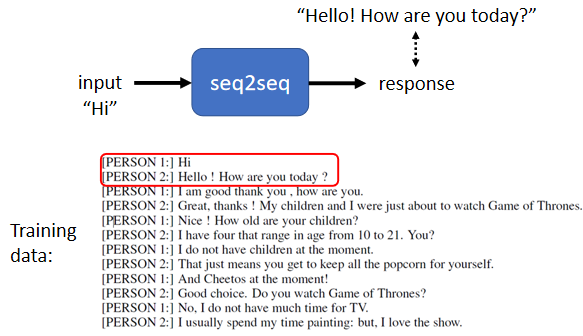 “Hello! How are you today?”
input
“Hi”
seq2seq
response
Training
data:
[PERSON 1:] Hi
[PERSON 2:] Hello ! How are you today ?
[PERSON 1:] I am good thank you , how are you.
[PERSON 2:] Great, thanks ! My children and I were just about to watch Game of Thrones.
[PERSON 1:] Nice ! How old are your children?
[PERSON 2:] I have four that range in age from 10 to 21. You?
[PERSON 1:] I do not have children at the moment.
[PERSON 2:] That just means you get to keep all the popcorn for yourself.
[PERSON 1:] And Cheetos at the moment!
[PERSON 2:] Good choice. Do you watch Game of Thrones?
[PERSON 1:] No, I do not have much time for TV.
[PERSON 2:] I usually spend my time painting: but, I love the show.